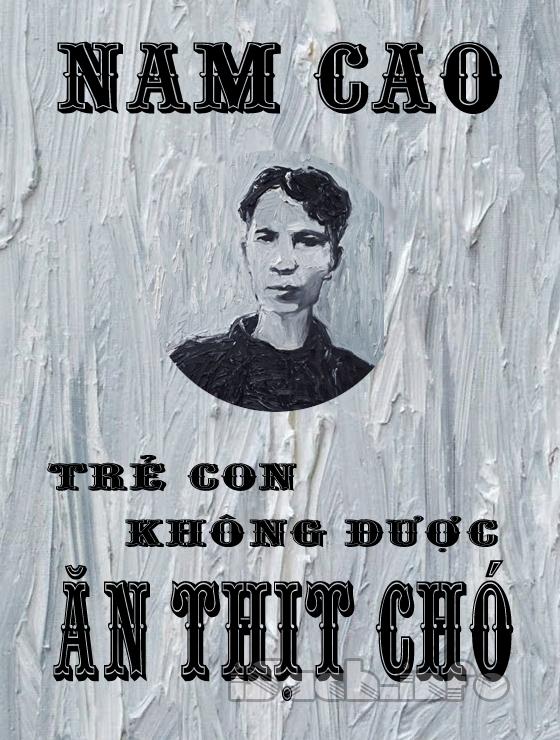 NAM CAO
TRẺ CON
KHÔNG ĐƯỢC
ĂN THỊT CHÓ